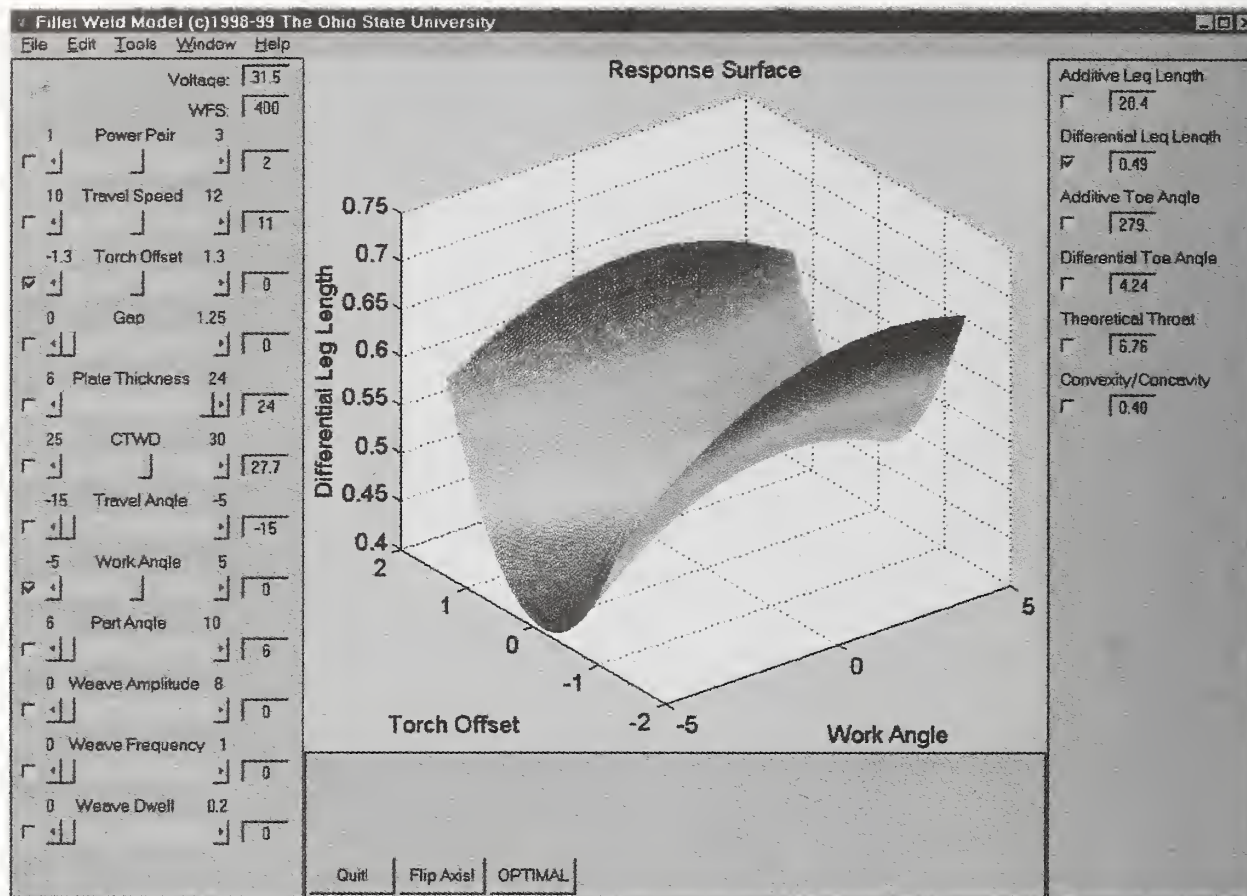 Fillet Weld Model (c)1998-99 The Ohio State University
File Edit Tools Window Help
Voltage: 31.5
WFS: 400
1 Power Pair 3
2
10 Travel Speed 12
11
-1.3 Torch Offset 1.3
0
0 Gap 1.25
0
6 Plate Thickness 24
24
25 CTWD 30
27.7
-15 Travel Angle -5
-15
-5 Work Angle 5
0
6 Part Angle 10
6
0 Weave Amplitude 8
0
0 Weave Frequency 1
0
0 Weave Dwell 0.2
0
Response Surface
Differential Leg Length
0.75
0.7
0.65
0.6
0.55
0.5
0.45
0.4
2
1
0
-1
-2
-5
0
5
Torch Offset
Work Angle
Quit!
Flip Axis!
OPTIMAL
Additive Leg Length
20.4
Differential Leg Length
0.49
Additive Toe Angle
279.
Differential Toe Angle
4.24
Theoretical Throat
6.76
Convexity/Concavity
0.40